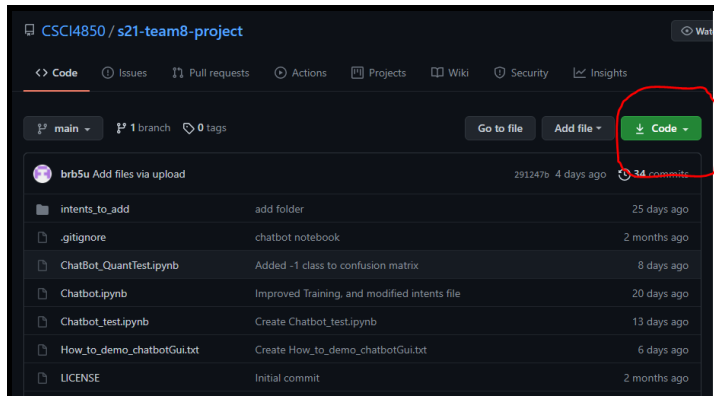 CSCI4850 / s21-team8-project
<> Code Issues Pull requests Actions Projects Wiki Security Insights
main 1 branch 0 tags Go to file Add file Code
brb5u Add files via upload 291247b 4 days ago 34 commits
intents_to_add add folder 25 days ago
.gitignore chatbot notebook 2 months ago
ChatBot_QuantTest.ipynb Added -1 class to confusion matrix 8 days ago
Chatbot.ipynb Improved Training, and modified intents file 20 days ago
Chatbot_test.ipynb Create Chatbot_test.ipynb 13 days ago
How_to_demo_chatbotGui.txt Create How_to_demo_chatbotGui.txt 6 days ago
LICENSE Initial commit 2 months ago